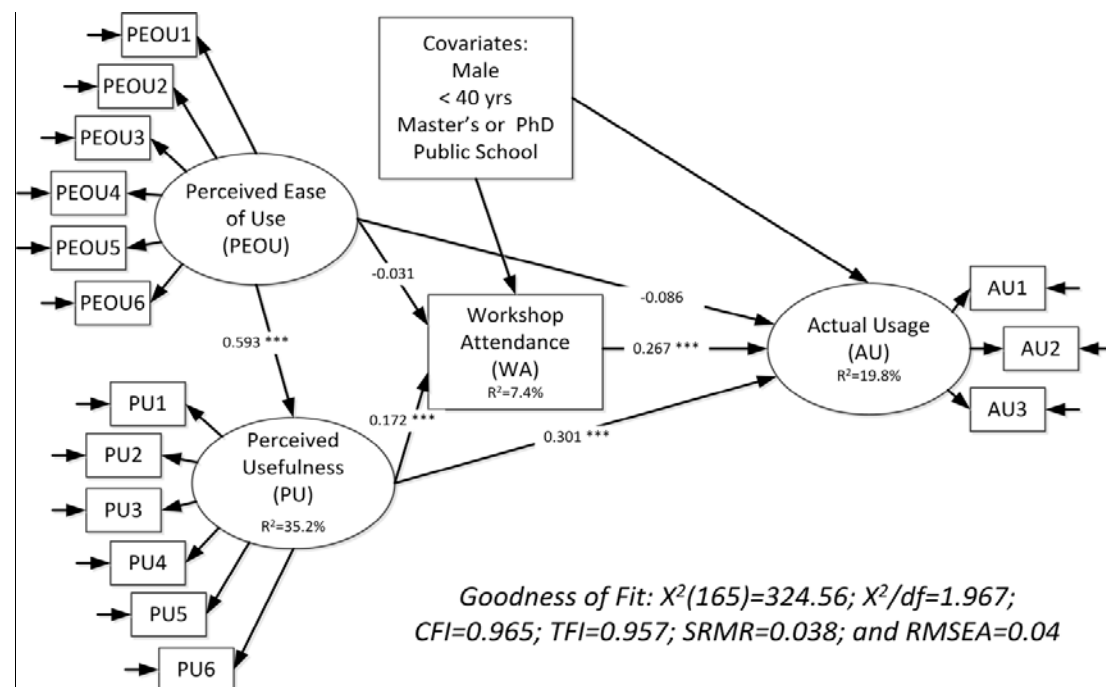 PEOU1
PEOU2
PEOU3
PEOU4
PEOU5
PEOU6
Perceived Ease
of Use
(PEOU)
Covariates:
Male
< 40 yrs
Master's or PhD
Public School
-0.031
-0.086
0.593 ***
Workshop
Attendance
(WA)
R²=7.4%
0.267 ***
Actual Usage
(AU)
R²=19.8%
AU1
AU2
AU3
PU1
PU2
PU3
PU4
PU5
PU6
Perceived
Usefulness
(PU)
R²=35.2%
0.172 ***
0.301 ***
Goodness of Fit: X²(165)=324.56; X²/df=1.967;
CFI=0.965; TFI=0.957; SRMR=0.038; and RMSEA=0.04